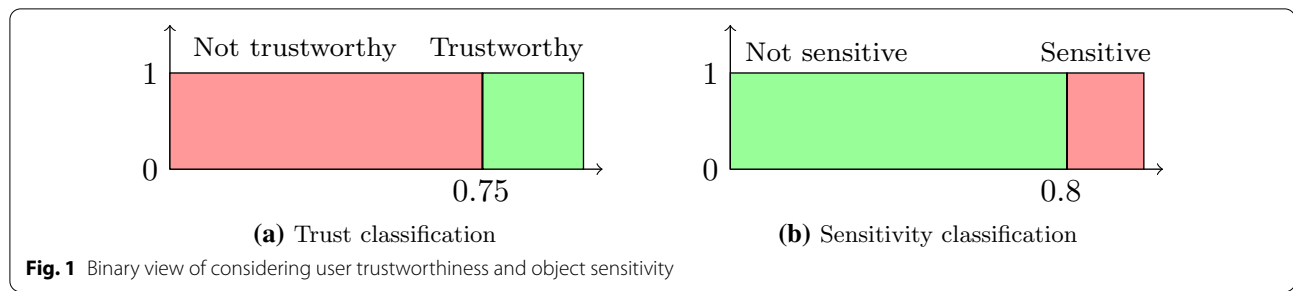 Not trustworthy Trustworthy
1
0
0.75
(a) Trust classification
Not sensitive Sensitive
1
0
0.8
(b) Sensitivity classification
Fig. 1 Binary view of considering user trustworthiness and object sensitivity